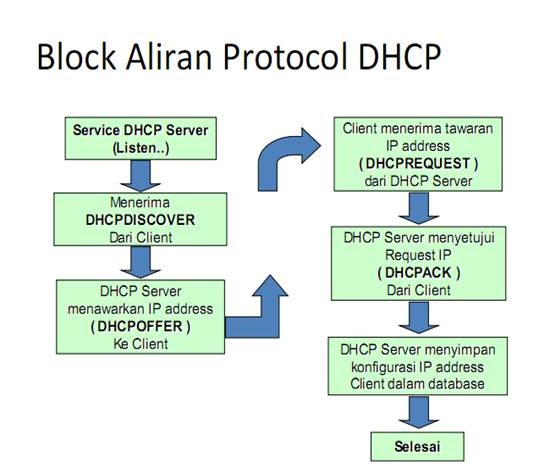 Block Aliran Protocol DHCP
Service DHCP Server
(Listen..)
Menerima
DHCPDISCOVER
Dari Client
DHCP Server
menawarkan IP address
( DHCPOFFER )
Ke Client
Client menerima tawaran
IP address
( DHCPREQUEST )
dari DHCP Server
DHCP Server menyetujui
Request IP
( DHCPACK )
Dari Client
DHCP Server menyimpan
konfigurasi IP address
Client dalam database
Selesai